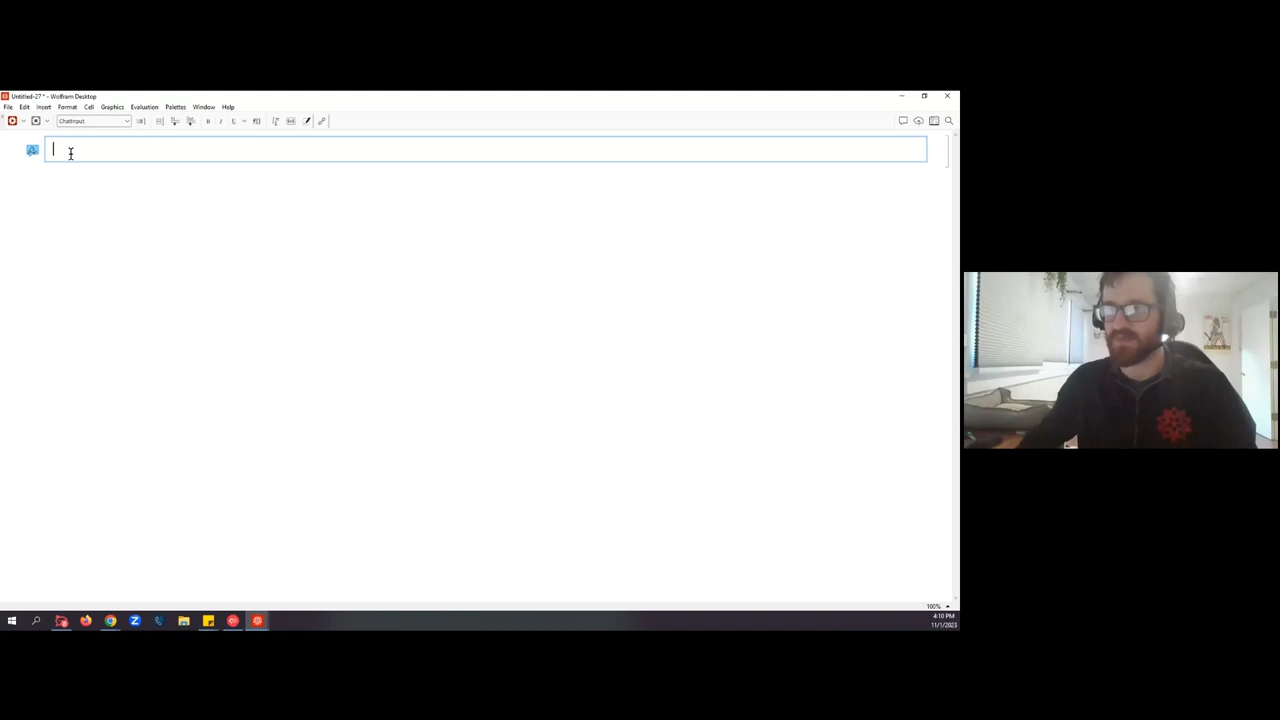 Untitled-27 * - Wolfram Desktop
File Edit Insert Format Cell Graphics Evaluation Palettes Window Help
ChatInput
B I U
100%
4:10 PM
11/1/2023